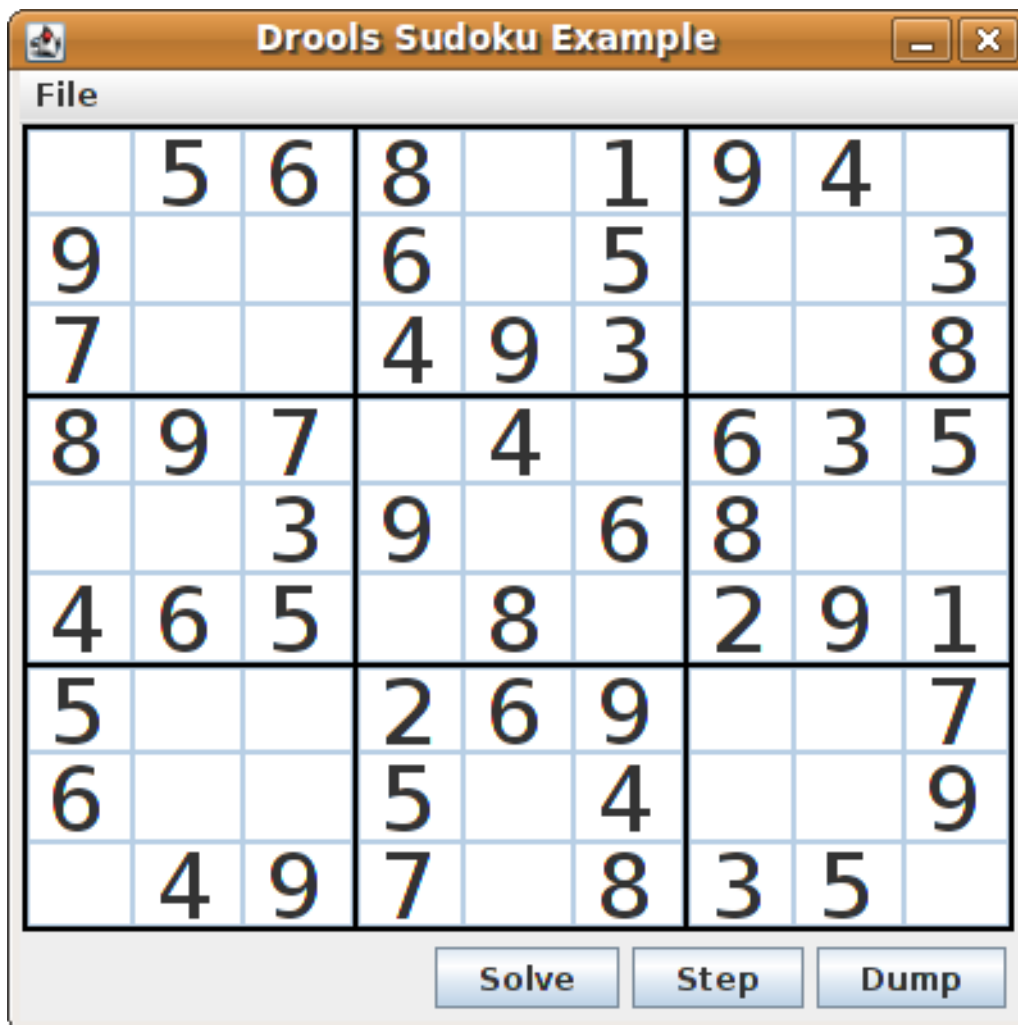 Drools Sudoku Example
File
5 6 8 1 9 4
9 6 5 3
7 4 9 3 8
8 9 7 4 6 3 5
3 9 6 8
4 6 5 8 2 9 1
5 2 6 9 7
6 5 4 9
4 9 7 8 3 5
Solve Step Dump